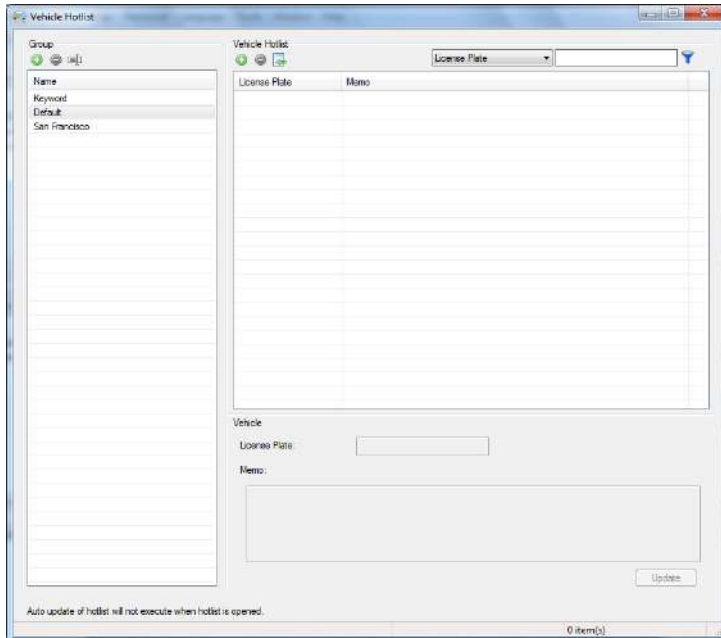 Vehicle Hotlist
Group
Name
Keyword
Default
San Francisco
Vehicle Hotlist
License Plate
License Plate Memo
Vehicle
License Plate:
Memo:
Update
Auto update of hotlist will not execute when hotlist is opened.
0 item(s)